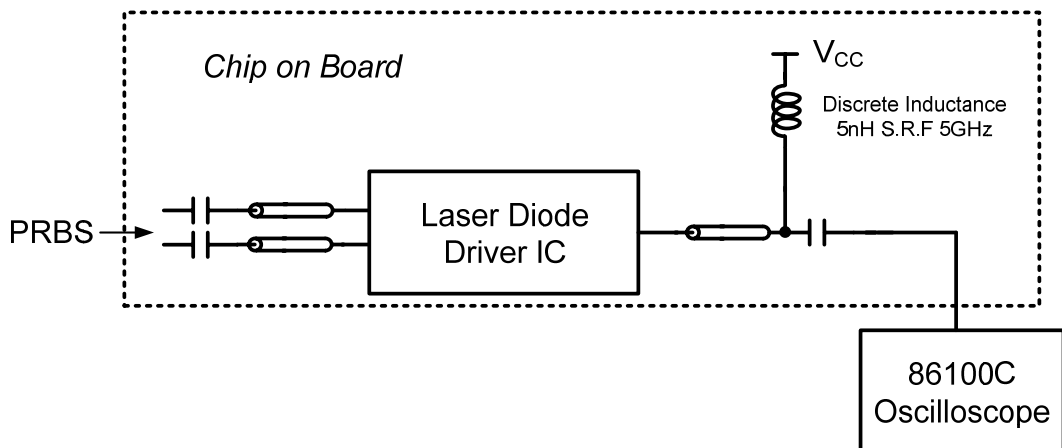 Chip on Board
V_CC
Discrete Inductance
5nH S.R.F 5GHz
PRBS
Laser Diode
Driver IC
86100C
Oscilloscope